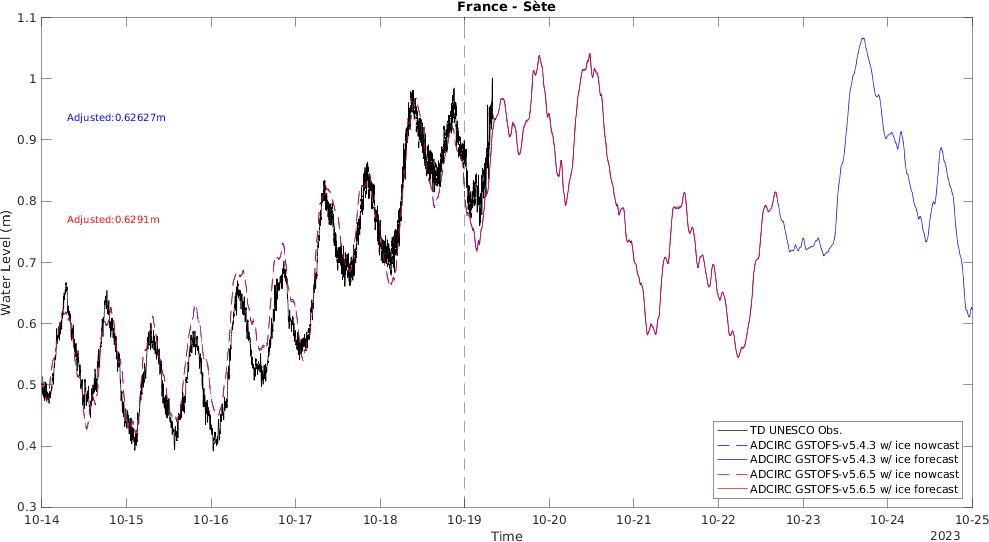 France - Sète
1.1
1
0.9
0.8
0.7
0.6
0.5
0.4
0.3
Water Level (m)
Adjusted:0.62627m
Adjusted:0.6291m
TD UNESCO Obs.
ADCIRC GSTOFS-v5.4.3 w/ ice nowcast
ADCIRC GSTOFS-v5.4.3 w/ ice forecast
ADCIRC GSTOFS-v5.6.5 w/ ice nowcast
ADCIRC GSTOFS-v5.6.5 w/ ice forecast
10-14 10-15 10-16 10-17 10-18 10-19 10-20 10-21 10-22 10-23 10-24 10-25
Time
2023